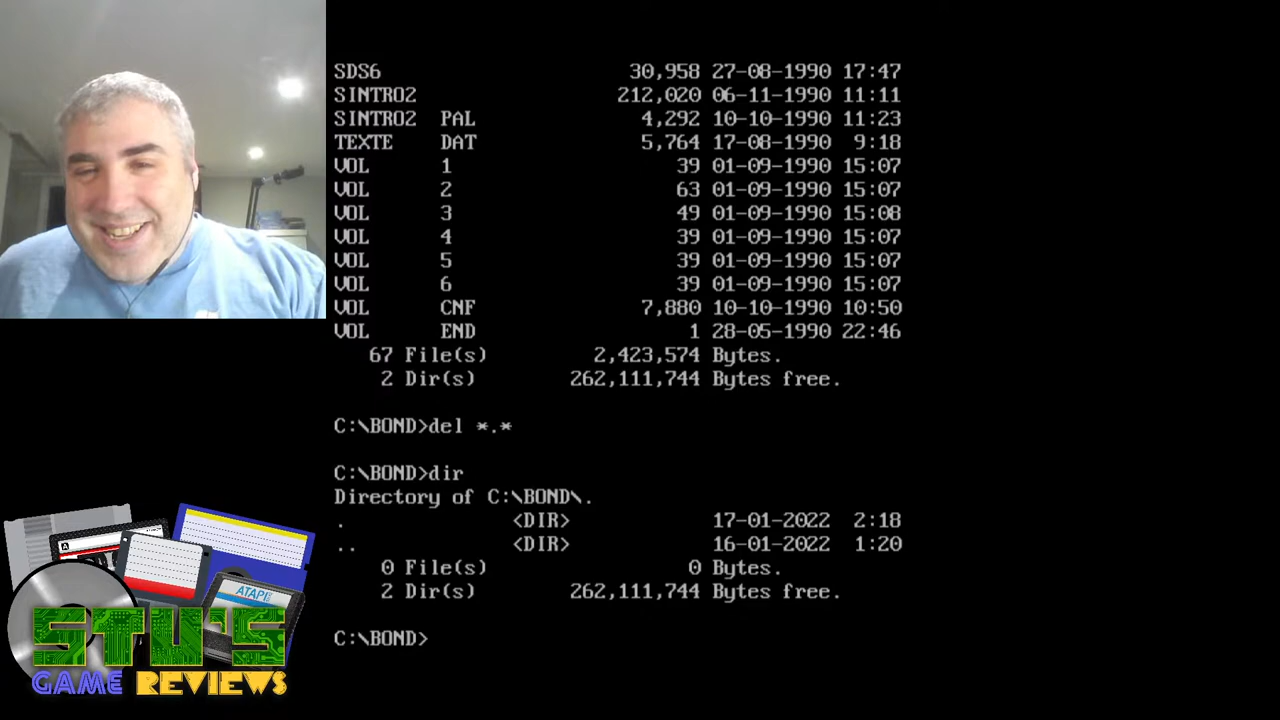 SDS6 30,958 27-08-1990 17:47
SINTRO2 212,020 06-11-1990 11:11
SINTRO2 PAL 4,292 10-10-1990 11:23
TEXTE DAT 5,764 17-08-1990 9:18
VOL 1 39 01-09-1990 15:07
VOL 2 63 01-09-1990 15:07
VOL 3 49 01-09-1990 15:08
VOL 4 39 01-09-1990 15:07
VOL 5 39 01-09-1990 15:07
VOL 6 39 01-09-1990 15:07
VOL CNF 7,880 10-10-1990 10:50
VOL END 1 28-05-1990 22:46
67 File(s) 2,423,574 Bytes.
2 Dir(s) 262,111,744 Bytes free.
C:\BOND>del *.*
C:\BOND>dir
Directory of C:\BOND\.
. <DIR> 17-01-2022 2:18
.. <DIR> 16-01-2022 1:20
0 File(s) 0 Bytes.
2 Dir(s) 262,111,744 Bytes free.
C:\BOND>
A
ATAPI
STU'S
GAME REVIEWS